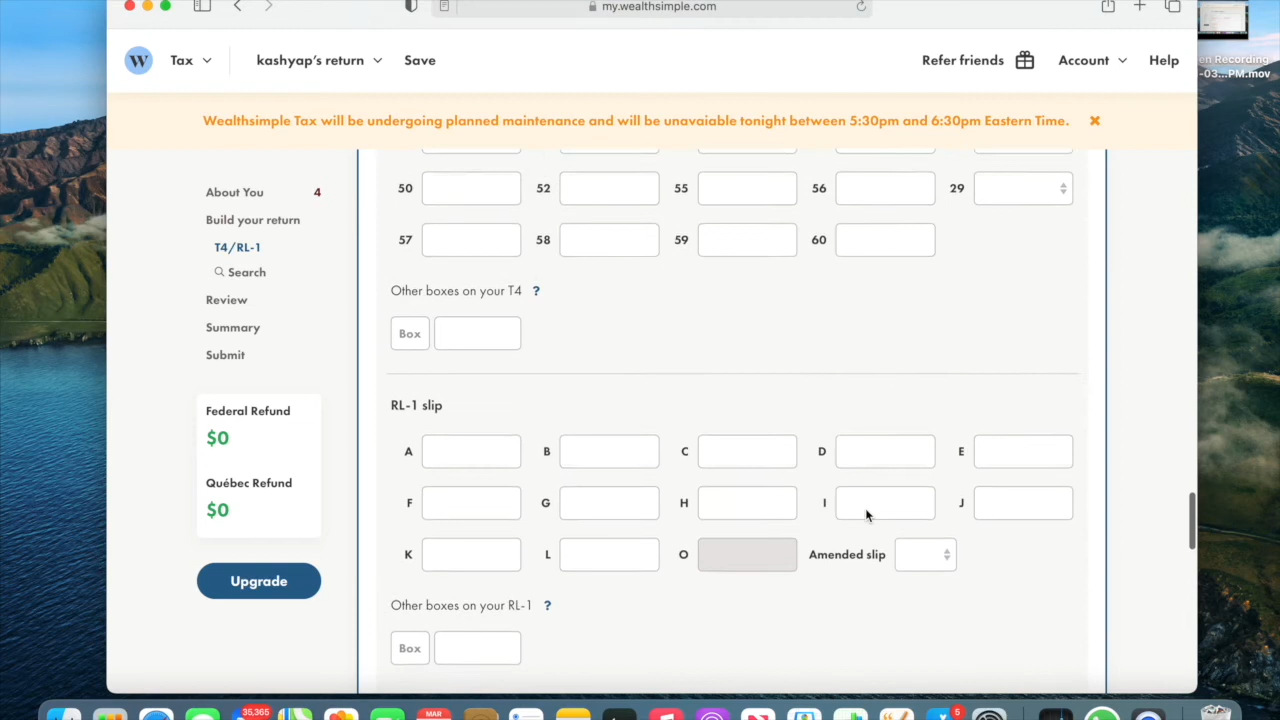 my.wealthsimple.com
W Tax kashyap's return Save Refer friends Account Help
en Recording
-03...PM.mov
Wealthsimple Tax will be undergoing planned maintenance and will be unavaiable tonight between 5:30pm and 6:30pm Eastern Time.
About You 4
Build your return
T4/RL-1
Search
Review
Summary
Submit
Federal Refund
$0
Québec Refund
$0
Upgrade
50 52 55 56 29
57 58 59 60
Other boxes on your T4 ?
Box
RL-1 slip
A B C D E
F G H I J
K L O Amended slip
Other boxes on your RL-1 ?
Box
35,365 MAR 5